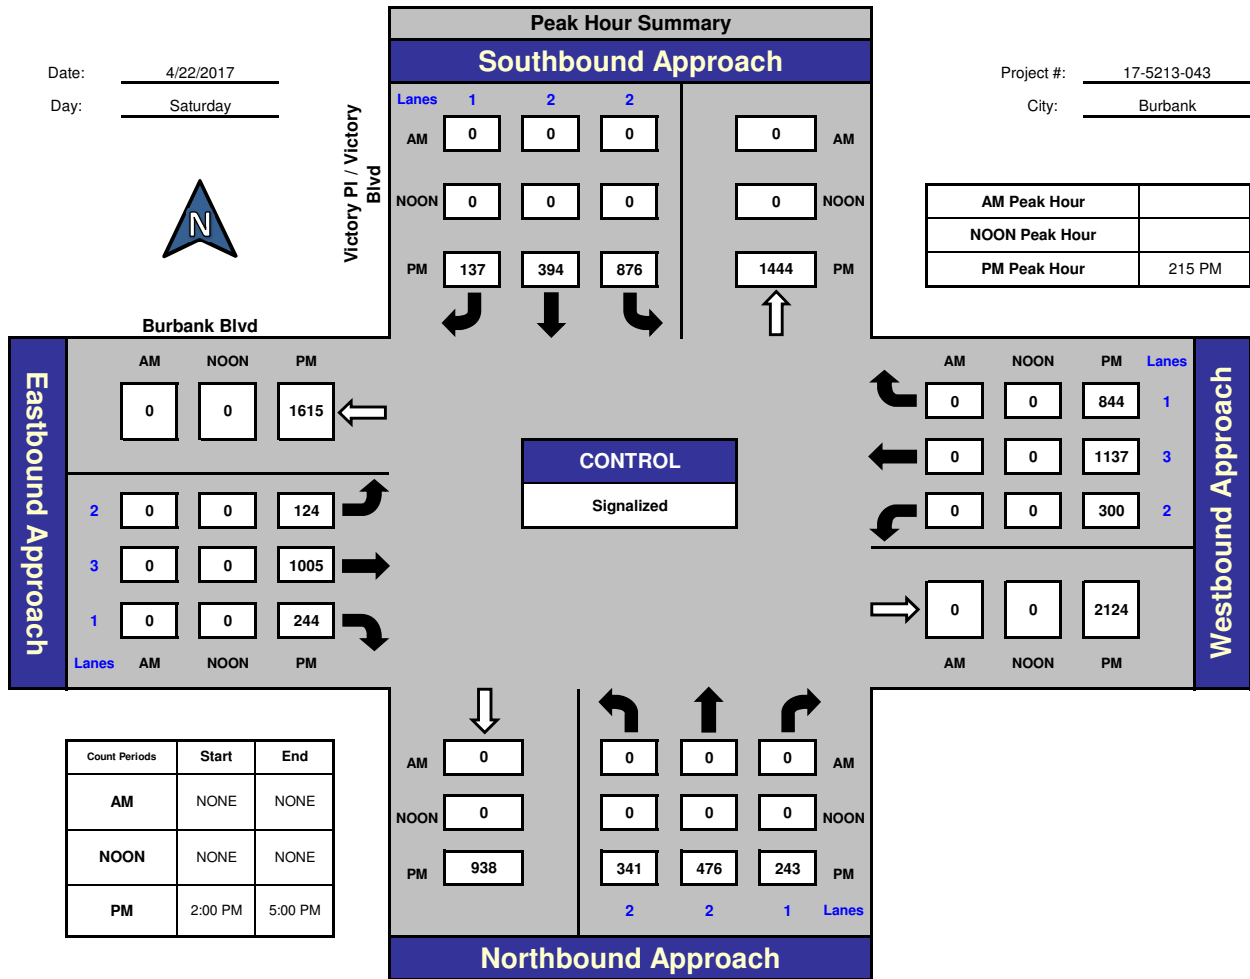 Peak Hour Summary
Southbound Approach
Date: 4/22/2017
Day: Saturday
Project #: 17-5213-043
City: Burbank
Victory Pl / Victory
Blvd
Lanes 1 2 2
AM 0 0 0 0 AM
NOON 0 0 0 0 NOON
PM 137 394 876 1444 PM
N
AM Peak Hour
NOON Peak Hour
PM Peak Hour 215 PM
Burbank Blvd
Eastbound Approach
AM NOON PM
0 0 1615
2 0 0 124
3 0 0 1005
1 0 0 244
Lanes AM NOON PM
CONTROL
Signalized
AM NOON PM Lanes
0 0 844 1
0 0 1137 3
0 0 300 2
0 0 2124
AM NOON PM
Westbound Approach
Count Periods Start End
AM NONE NONE
NOON NONE NONE
PM 2:00 PM 5:00 PM
AM 0 0 0 0 AM
NOON 0 0 0 0 NOON
PM 938 341 476 243 PM
2 2 1 Lanes
Northbound Approach